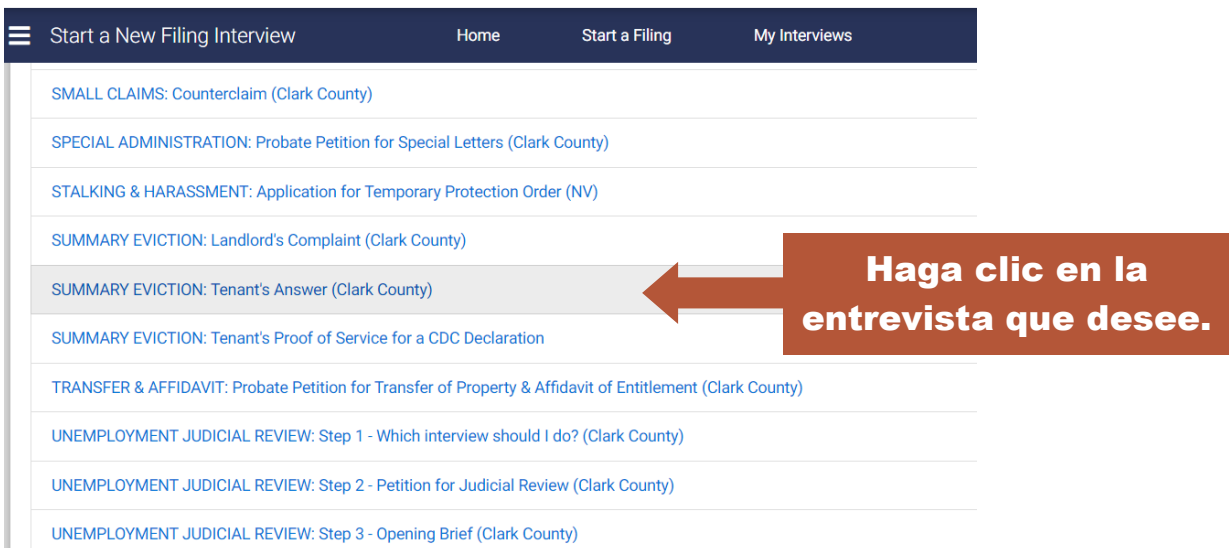 Start a New Filing Interview Home Start a Filing My Interviews
SMALL CLAIMS: Counterclaim (Clark County)
SPECIAL ADMINISTRATION: Probate Petition for Special Letters (Clark County)
STALKING & HARASSMENT: Application for Temporary Protection Order (NV)
SUMMARY EVICTION: Landlord's Complaint (Clark County)
SUMMARY EVICTION: Tenant's Answer (Clark County)
SUMMARY EVICTION: Tenant's Proof of Service for a CDC Declaration
TRANSFER & AFFIDAVIT: Probate Petition for Transfer of Property & Affidavit of Entitlement (Clark County)
UNEMPLOYMENT JUDICIAL REVIEW: Step 1 - Which interview should I do? (Clark County)
UNEMPLOYMENT JUDICIAL REVIEW: Step 2 - Petition for Judicial Review (Clark County)
UNEMPLOYMENT JUDICIAL REVIEW: Step 3 - Opening Brief (Clark County)
Haga clic en la
entrevista que desee.